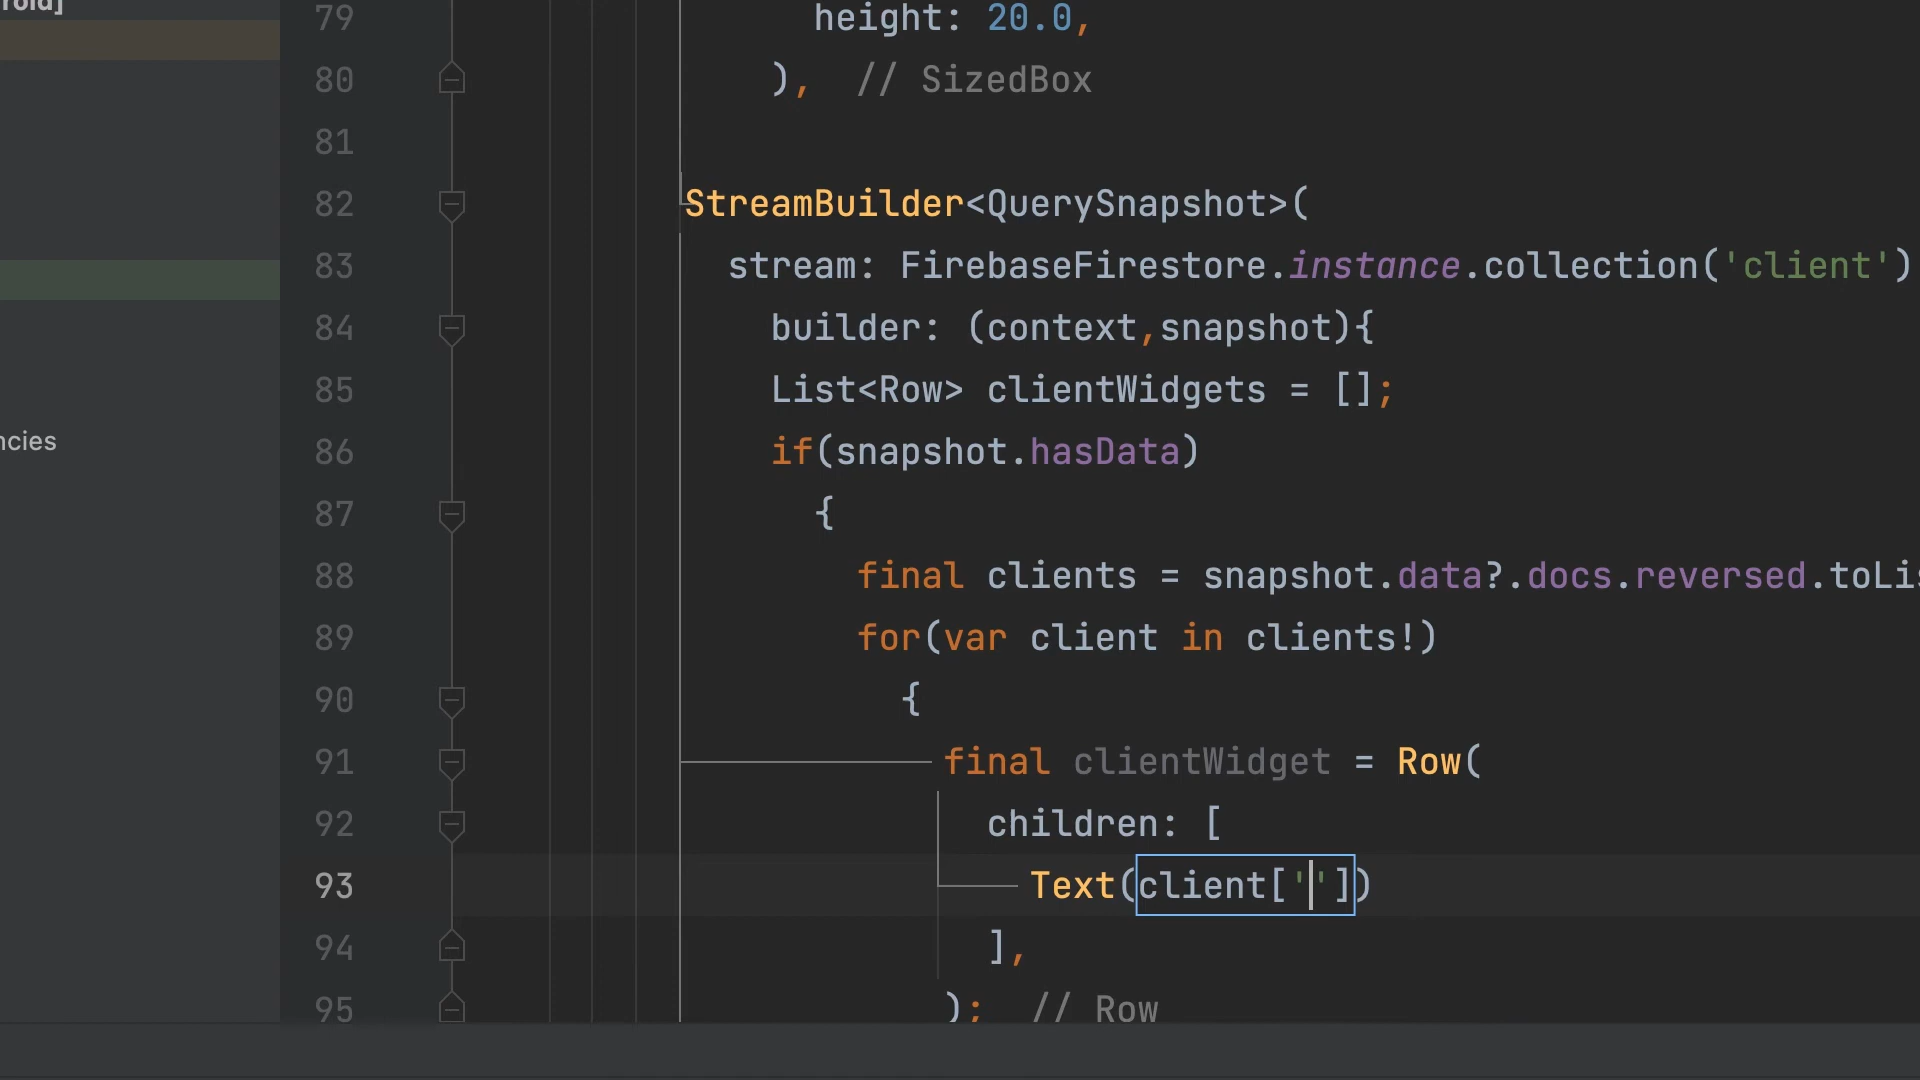 roid]
ncies
79 height: 20.0,
80 ), // SizedBox
81
82 StreamBuilder<QuerySnapshot>(
83 stream: FirebaseFirestore.instance.collection('client')
84 builder: (context,snapshot){
85 List<Row> clientWidgets = [];
86 if(snapshot.hasData)
87 {
88 final clients = snapshot.data?.docs.reversed.toLis
89 for(var client in clients!)
90 {
91 final clientWidget = Row(
92 children: [
93 Text(client[''])
94 ],
95 ); // Row